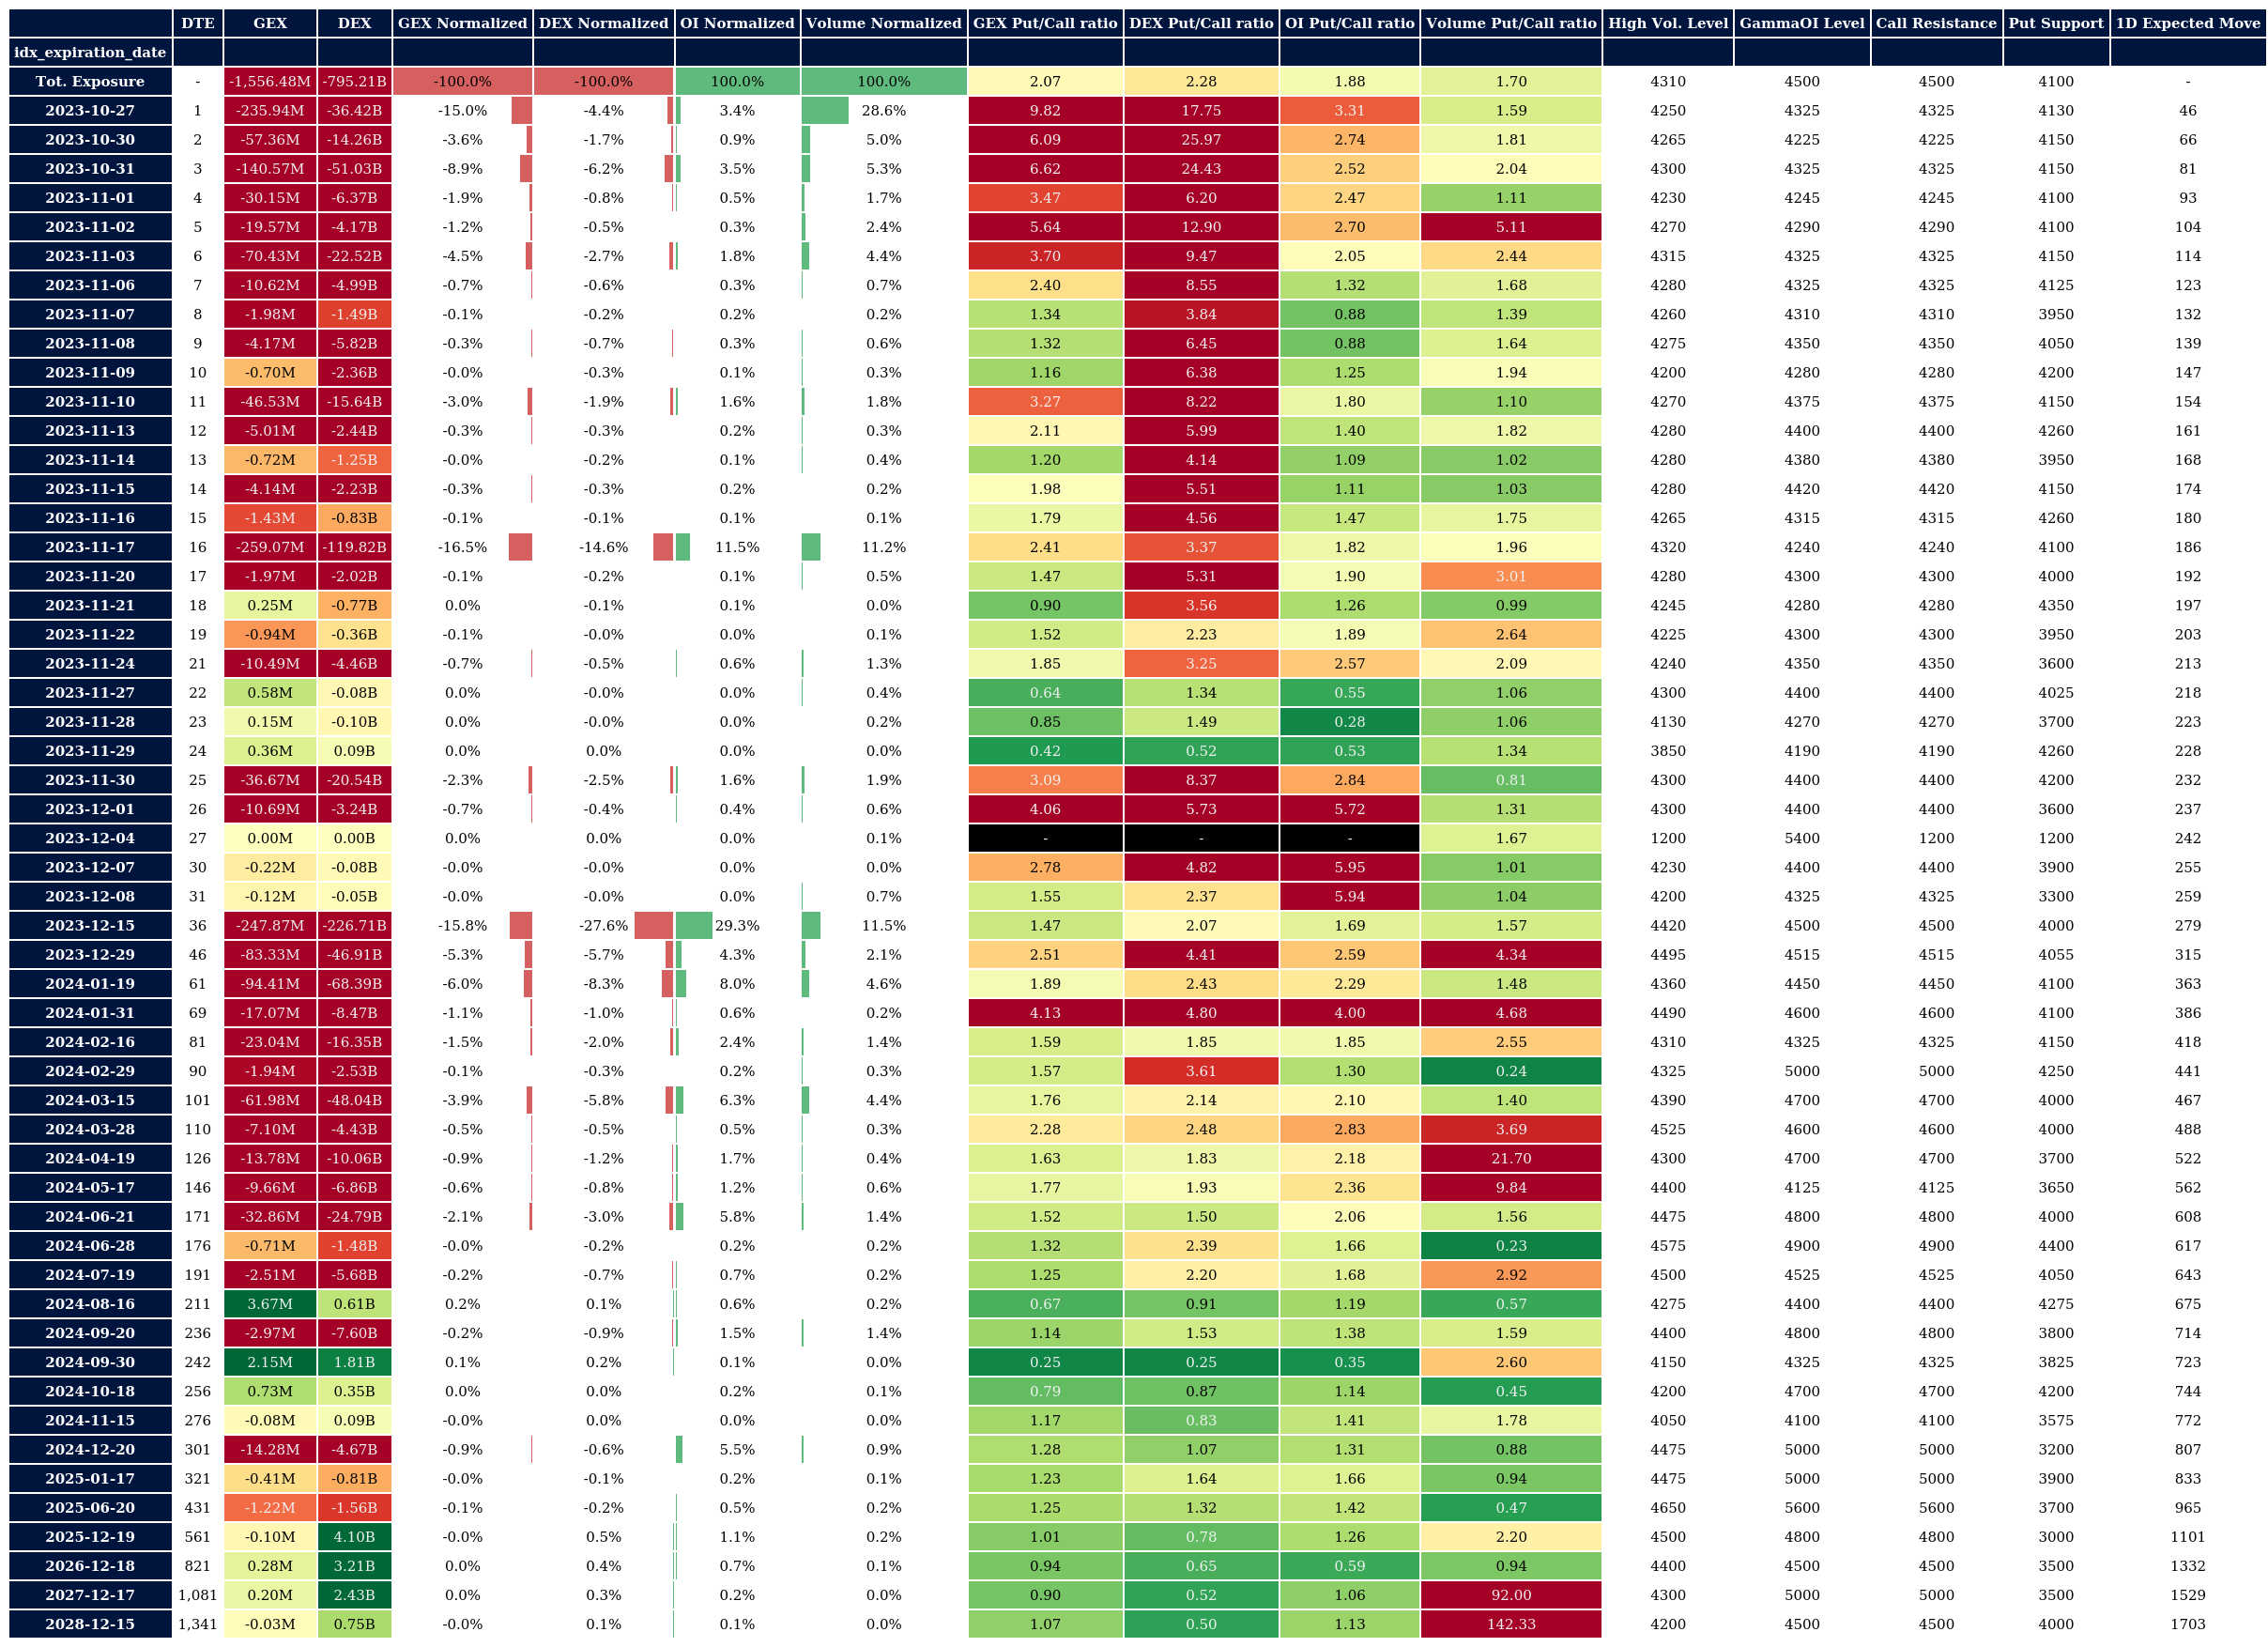 DTE GEX DEX GEX Normalized DEX Normalized OI Normalized Volume Normalized GEX Put/Call ratio DEX Put/Call ratio OI Put/Call ratio Volume Put/Call ratio High Vol. Level GammaOI Level Call Resistance Put Support 1D Expected Move
idx_expiration_date
Tot. Exposure - -1,556.48M -795.21B -100.0% -100.0% 100.0% 100.0% 2.07 2.28 1.88 1.70 4310 4500 4500 4100 -
2023-10-27 1 -235.94M -36.42B -15.0% -4.4% 3.4% 28.6% 9.82 17.75 3.31 1.59 4250 4325 4325 4130 46
2023-10-30 2 -57.36M -14.26B -3.6% -1.7% 0.9% 5.0% 6.09 25.97 2.74 1.81 4265 4225 4225 4150 66
2023-10-31 3 -140.57M -51.03B -8.9% -6.2% 3.5% 5.3% 6.62 24.43 2.52 2.04 4300 4325 4325 4150 81
2023-11-01 4 -30.15M -6.37B -1.9% -0.8% 0.5% 1.7% 3.47 6.20 2.47 1.11 4230 4245 4245 4100 93
2023-11-02 5 -19.57M -4.17B -1.2% -0.5% 0.3% 2.4% 5.64 12.90 2.70 5.11 4270 4290 4290 4100 104
2023-11-03 6 -70.43M -22.52B -4.5% -2.7% 1.8% 4.4% 3.70 9.47 2.05 2.44 4315 4325 4325 4150 114
2023-11-06 7 -10.62M -4.99B -0.7% -0.6% 0.3% 0.7% 2.40 8.55 1.32 1.68 4280 4325 4325 4125 123
2023-11-07 8 -1.98M -1.49B -0.1% -0.2% 0.2% 0.2% 1.34 3.84 0.88 1.39 4260 4310 4310 3950 132
2023-11-08 9 -4.17M -5.82B -0.3% -0.7% 0.3% 0.6% 1.32 6.45 0.88 1.64 4275 4350 4350 4050 139
2023-11-09 10 -0.70M -2.36B -0.0% -0.3% 0.1% 0.3% 1.16 6.38 1.25 1.94 4200 4280 4280 4200 147
2023-11-10 11 -46.53M -15.64B -3.0% -1.9% 1.6% 1.8% 3.27 8.22 1.80 1.10 4270 4375 4375 4150 154
2023-11-13 12 -5.01M -2.44B -0.3% -0.3% 0.2% 0.3% 2.11 5.99 1.40 1.82 4280 4400 4400 4260 161
2023-11-14 13 -0.72M -1.25B -0.0% -0.2% 0.1% 0.4% 1.20 4.14 1.09 1.02 4280 4380 4380 3950 168
2023-11-15 14 -4.14M -2.23B -0.3% -0.3% 0.2% 0.2% 1.98 5.51 1.11 1.03 4280 4420 4420 4150 174
2023-11-16 15 -1.43M -0.83B -0.1% -0.1% 0.1% 0.1% 1.79 4.56 1.47 1.75 4265 4315 4315 4260 180
2023-11-17 16 -259.07M -119.82B -16.5% -14.6% 11.5% 11.2% 2.41 3.37 1.82 1.96 4320 4240 4240 4100 186
2023-11-20 17 -1.97M -2.02B -0.1% -0.2% 0.1% 0.5% 1.47 5.31 1.90 3.01 4280 4300 4300 4000 192
2023-11-21 18 0.25M -0.77B 0.0% -0.1% 0.1% 0.0% 0.90 3.56 1.26 0.99 4245 4280 4280 4350 197
2023-11-22 19 -0.94M -0.36B -0.1% -0.0% 0.0% 0.1% 1.52 2.23 1.89 2.64 4225 4300 4300 3950 203
2023-11-24 21 -10.49M -4.46B -0.7% -0.5% 0.6% 1.3% 1.85 3.25 2.57 2.09 4240 4350 4350 3600 213
2023-11-27 22 0.58M -0.08B 0.0% -0.0% 0.0% 0.4% 0.64 1.34 0.55 1.06 4300 4400 4400 4025 218
2023-11-28 23 0.15M -0.10B 0.0% -0.0% 0.0% 0.2% 0.85 1.49 0.28 1.06 4130 4270 4270 3700 223
2023-11-29 24 0.36M 0.09B 0.0% 0.0% 0.0% 0.0% 0.42 0.52 0.53 1.34 3850 4190 4190 4260 228
2023-11-30 25 -36.67M -20.54B -2.3% -2.5% 1.6% 1.9% 3.09 8.37 2.84 0.81 4300 4400 4400 4200 232
2023-12-01 26 -10.69M -3.24B -0.7% -0.4% 0.4% 0.6% 4.06 5.73 5.72 1.31 4300 4400 4400 3600 237
2023-12-04 27 0.00M 0.00B 0.0% 0.0% 0.0% 0.1% - - - 1.67 1200 5400 1200 1200 242
2023-12-07 30 -0.22M -0.08B -0.0% -0.0% 0.0% 0.0% 2.78 4.82 5.95 1.01 4230 4400 4400 3900 255
2023-12-08 31 -0.12M -0.05B -0.0% -0.0% 0.0% 0.7% 1.55 2.37 5.94 1.04 4200 4325 4325 3300 259
2023-12-15 36 -247.87M -226.71B -15.8% -27.6% 29.3% 11.5% 1.47 2.07 1.69 1.57 4420 4500 4500 4000 279
2023-12-29 46 -83.33M -46.91B -5.3% -5.7% 4.3% 2.1% 2.51 4.41 2.59 4.34 4495 4515 4515 4055 315
2024-01-19 61 -94.41M -68.39B -6.0% -8.3% 8.0% 4.6% 1.89 2.43 2.29 1.48 4360 4450 4450 4100 363
2024-01-31 69 -17.07M -8.47B -1.1% -1.0% 0.6% 0.2% 4.13 4.80 4.00 4.68 4490 4600 4600 4100 386
2024-02-16 81 -23.04M -16.35B -1.5% -2.0% 2.4% 1.4% 1.59 1.85 1.85 2.55 4310 4325 4325 4150 418
2024-02-29 90 -1.94M -2.53B -0.1% -0.3% 0.2% 0.3% 1.57 3.61 1.30 0.24 4325 5000 5000 4250 441
2024-03-15 101 -61.98M -48.04B -3.9% -5.8% 6.3% 4.4% 1.76 2.14 2.10 1.40 4390 4700 4700 4000 467
2024-03-28 110 -7.10M -4.43B -0.5% -0.5% 0.5% 0.3% 2.28 2.48 2.83 3.69 4525 4600 4600 4000 488
2024-04-19 126 -13.78M -10.06B -0.9% -1.2% 1.7% 0.4% 1.63 1.83 2.18 21.70 4300 4700 4700 3700 522
2024-05-17 146 -9.66M -6.86B -0.6% -0.8% 1.2% 0.6% 1.77 1.93 2.36 9.84 4400 4125 4125 3650 562
2024-06-21 171 -32.86M -24.79B -2.1% -3.0% 5.8% 1.4% 1.52 1.50 2.06 1.56 4475 4800 4800 4000 608
2024-06-28 176 -0.71M -1.48B -0.0% -0.2% 0.2% 0.2% 1.32 2.39 1.66 0.23 4575 4900 4900 4400 617
2024-07-19 191 -2.51M -5.68B -0.2% -0.7% 0.7% 0.2% 1.25 2.20 1.68 2.92 4500 4525 4525 4050 643
2024-08-16 211 3.67M 0.61B 0.2% 0.1% 0.6% 0.2% 0.67 0.91 1.19 0.57 4275 4400 4400 4275 675
2024-09-20 236 -2.97M -7.60B -0.2% -0.9% 1.5% 1.4% 1.14 1.53 1.38 1.59 4400 4800 4800 3800 714
2024-09-30 242 2.15M 1.81B 0.1% 0.2% 0.1% 0.0% 0.25 0.25 0.35 2.60 4150 4325 4325 3825 723
2024-10-18 256 0.73M 0.35B 0.0% 0.0% 0.2% 0.1% 0.79 0.87 1.14 0.45 4200 4700 4700 4200 744
2024-11-15 276 -0.08M 0.09B -0.0% 0.0% 0.0% 0.0% 1.17 0.83 1.41 1.78 4050 4100 4100 3575 772
2024-12-20 301 -14.28M -4.67B -0.9% -0.6% 5.5% 0.9% 1.28 1.07 1.31 0.88 4475 5000 5000 3200 807
2025-01-17 321 -0.41M -0.81B -0.0% -0.1% 0.2% 0.1% 1.23 1.64 1.66 0.94 4475 5000 5000 3900 833
2025-06-20 431 -1.22M -1.56B -0.1% -0.2% 0.5% 0.2% 1.25 1.32 1.42 0.47 4650 5600 5600 3700 965
2025-12-19 561 -0.10M 4.10B -0.0% 0.5% 1.1% 0.2% 1.01 0.78 1.26 2.20 4500 4800 4800 3000 1101
2026-12-18 821 0.28M 3.21B 0.0% 0.4% 0.7% 0.1% 0.94 0.65 0.59 0.94 4400 4500 4500 3500 1332
2027-12-17 1,081 0.20M 2.43B 0.0% 0.3% 0.2% 0.0% 0.90 0.52 1.06 92.00 4300 5000 5000 3500 1529
2028-12-15 1,341 -0.03M 0.75B -0.0% 0.1% 0.1% 0.0% 1.07 0.50 1.13 142.33 4200 4500 4500 4000 1703